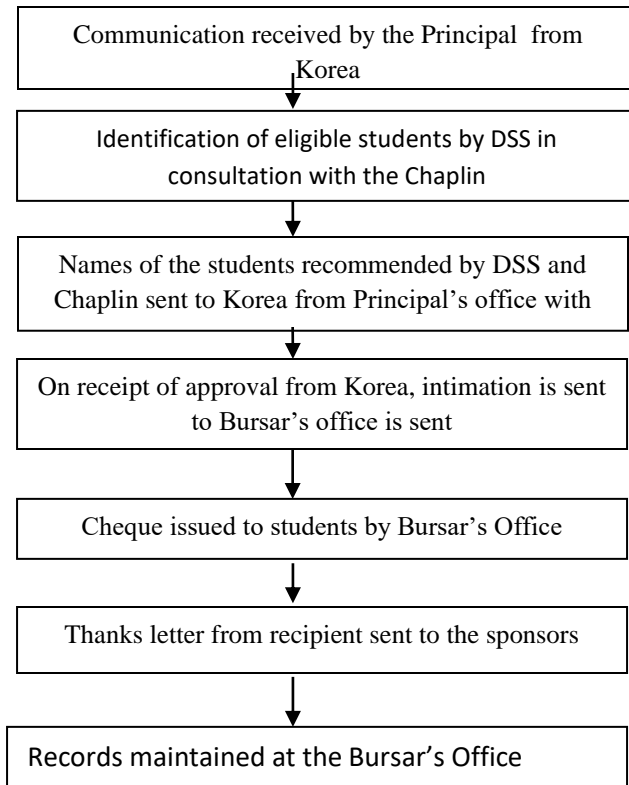 Communication received by the Principal from
Korea
Identification of eligible students by DSS in
consultation with the Chaplin
Names of the students recommended by DSS and
Chaplin sent to Korea from Principal’s office with
On receipt of approval from Korea, intimation is sent
to Bursar’s office is sent
Cheque issued to students by Bursar’s Office
Thanks letter from recipient sent to the sponsors
Records maintained at the Bursar’s Office